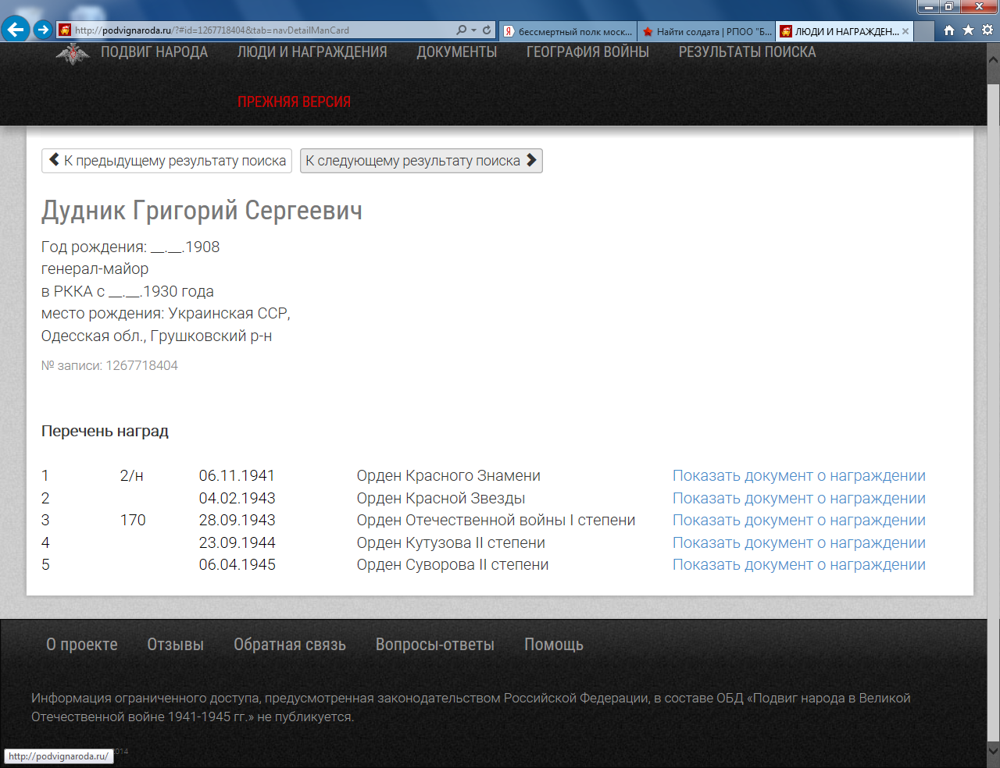 http://podvignaroda.ru/?#id=1267718404&tab=navDetailManCard
бессмертный полк моск...
Найти солдата | РПОО "Б...
ЛЮДИ И НАГРАЖДЕН...
ПОДВИГ НАРОДА ЛЮДИ И НАГРАЖДЕНИЯ ДОКУМЕНТЫ ГЕОГРАФИЯ ВОЙНЫ РЕЗУЛЬТАТЫ ПОИСКА
ПРЕЖНЯЯ ВЕРСИЯ
К предыдущему результату поиска К следующему результату поиска
Дудник Григорий Сергеевич
Год рождения: __.__.1908
генерал-майор
в РККА с __.__.1930 года
место рождения: Украинская ССР,
Одесская обл., Грушковский р-н
№ записи: 1267718404
Перечень наград
1 2/н 06.11.1941 Орден Красного Знамени Показать документ о награждении
2 04.02.1943 Орден Красной Звезды Показать документ о награждении
3 170 28.09.1943 Орден Отечественной войны I степени Показать документ о награждении
4 23.09.1944 Орден Кутузова II степени Показать документ о награждении
5 06.04.1945 Орден Суворова II степени Показать документ о награждении
О проекте Отзывы Обратная связь Вопросы-ответы Помощь
Информация ограниченного доступа, предусмотренная законодательством Российской Федерации, в составе ОБД «Подвиг народа в Великой
Отечественной войне 1941-1945 гг.» не публикуется.
http://podvignaroda.ru/ 2014